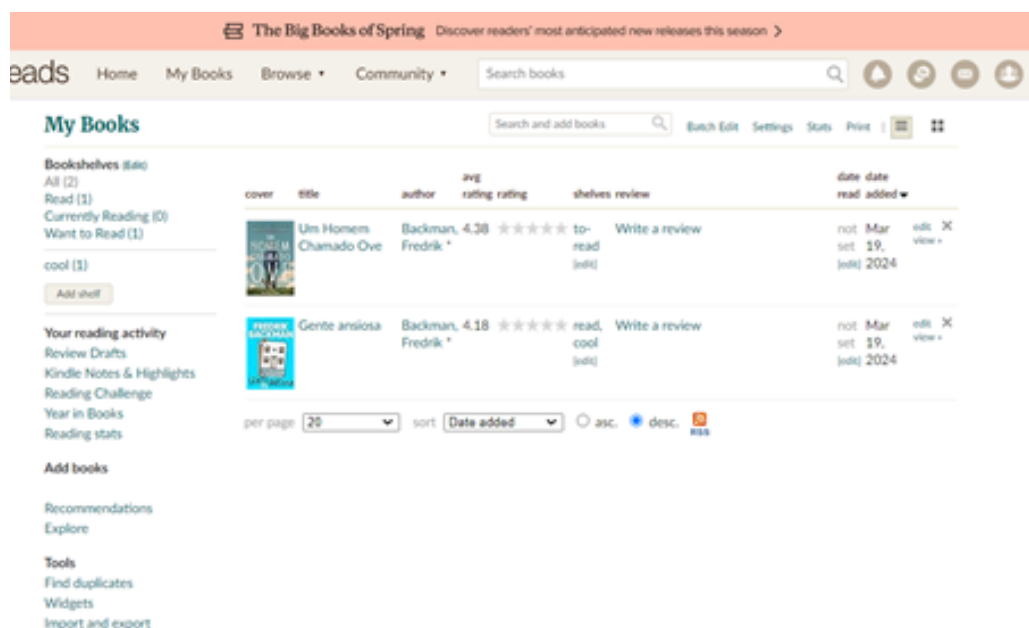 The Big Books of Spring Discover readers' most anticipated new releases this season
eads Home My Books Browse Community Search books
My Books
Search and add books Batch Edit Settings Stats Print |
Bookshelves (Edit)
All (2)
Read (1)
Currently Reading (0)
Want to Read (1)
cool (1)
Add shelf
Your reading activity
Review Drafts
Kindle Notes & Highlights
Reading Challenge
Year in Books
Reading stats
Add books
Recommendations
Explore
Tools
Find duplicates
Widgets
Import and export
cover title author avg rating rating shelves review date read date added
Um Homem Chamado Ove Backman, Fredrik * 4.38 to-read [edit] Write a review not set [edit] Mar 19, 2024 edit view »
Gente ansiosa Backman, Fredrik * 4.18 read, cool [edit] Write a review not set [edit] Mar 19, 2024 edit view »
FREDRIK
BACKMAN
per page 20 sort Date added asc. desc. RSS